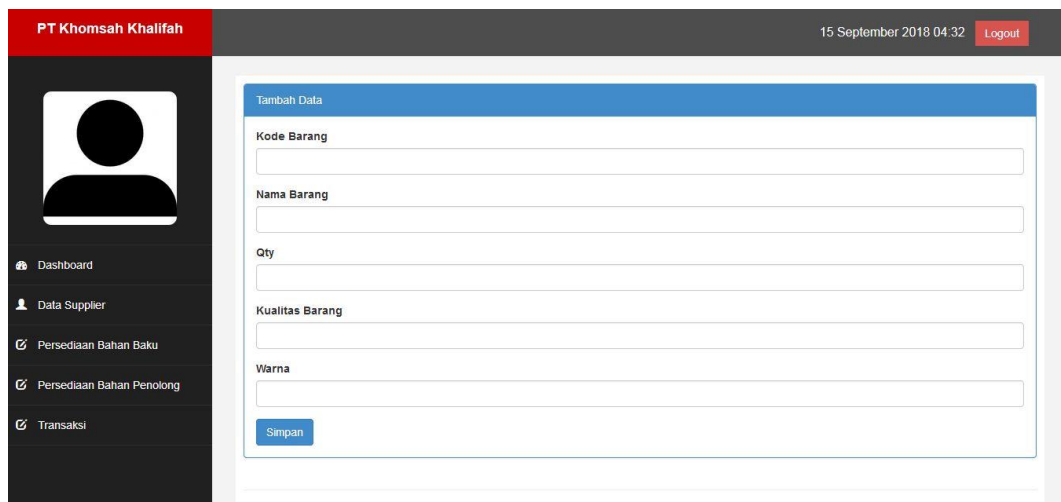 PT Khomsah Khalifah
15 September 2018 04:32 Logout
Tambah Data
Kode Barang
Nama Barang
Qty
Kualitas Barang
Warna
Simpan
Dashboard
Data Supplier
Persediaan Bahan Baku
Persediaan Bahan Penolong
Transaksi